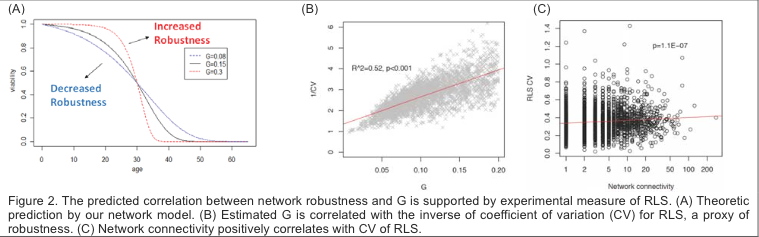 (A)
Increased
Robustness
Decreased
Robustness
G=0.08
G=0.15
G=0.3
viability
1.0
0.8
0.6
0.4
0.2
0.0
0
10
20
30
40
50
60
age
(B)
R^2=0.52, p<0.001
1/CV
6
5
4
3
2
1
0
0.05
0.10
0.15
0.20
G
(C)
p=1.1E-07
RLS CV
1.4
1.2
1.0
0.8
0.6
0.4
0.2
0.0
1
2
5
10
20
50
100
200
Network connectivity
Figure 2. The predicted correlation between network robustness and G is supported by experimental measure of RLS. (A) Theoretic
prediction by our network model. (B) Estimated G is correlated with the inverse of coefficient of variation (CV) for RLS, a proxy of
robustness. (C) Network connectivity positively correlates with CV of RLS.